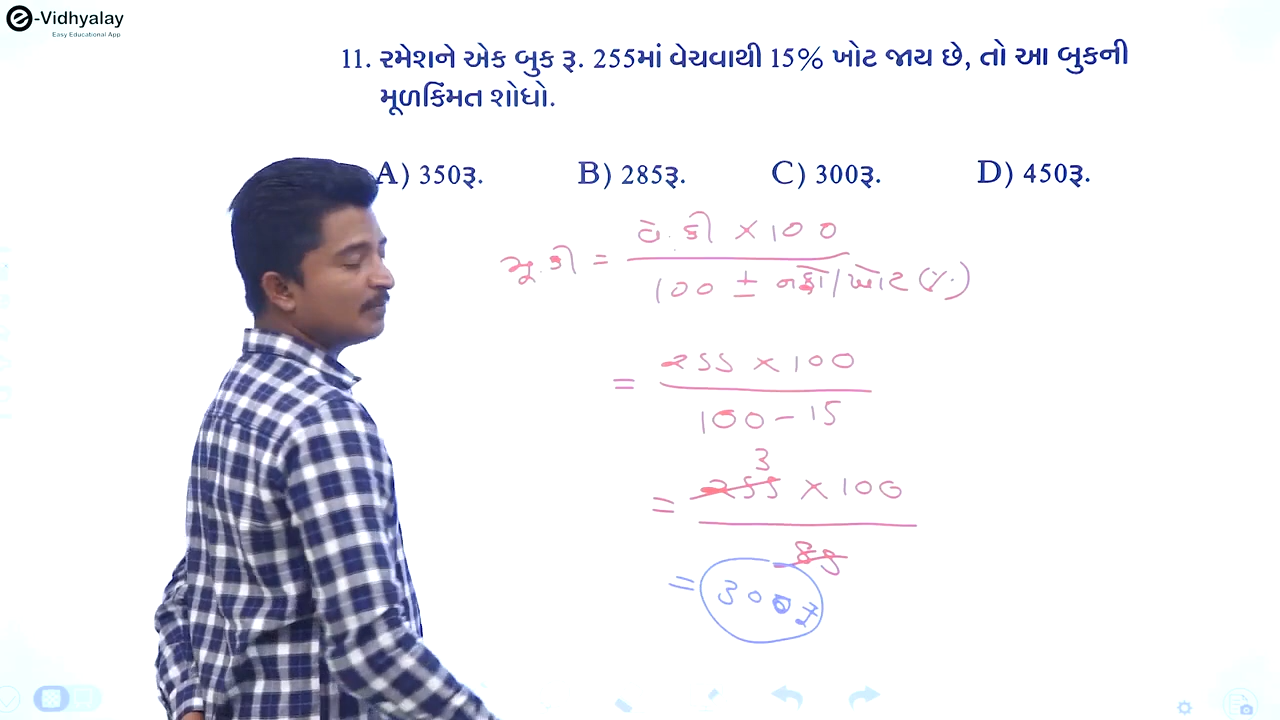 e-Vidhyalay
Easy Educational App
11. રમેશને એક બુક રૂ. 255માં વેચવાથી 15% ખોટ જાય છે, તો આ બુકની
મૂળકિંમત શોધો.
A) 350રૂ. B) 285રૂ. C) 300રૂ. D) 450રૂ.
વે.કી × 100
મૂ.કી =
100 ± નફો/ખોટ (%)
255 × 100
=
100 - 15
3
255 × 100
=
85
= 300રૂ